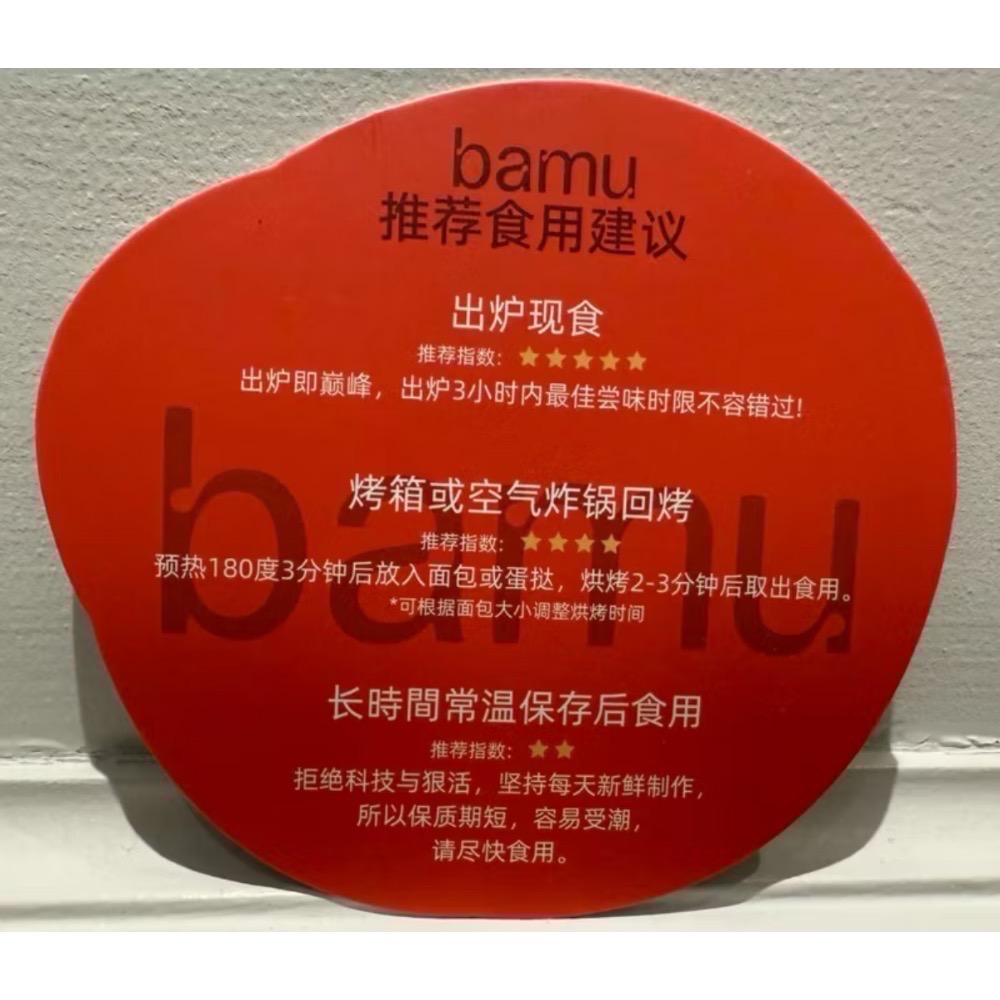 bamu
推荐食用建议
出炉现食
推荐指数：★★★★★
出炉即巅峰，出炉3小时内最佳尝味时限不容错过!
bamu
烤箱或空气炸锅回烤
推荐指数：★★★★
预热180度3分钟后放入面包或蛋挞，烘烤2-3分钟后取出食用。
*可根据面包大小调整烘烤时间
长時間常温保存后食用
推荐指数：★★
拒绝科技与狠活，坚持每天新鲜制作，
所以保质期短，容易受潮，
请尽快食用。